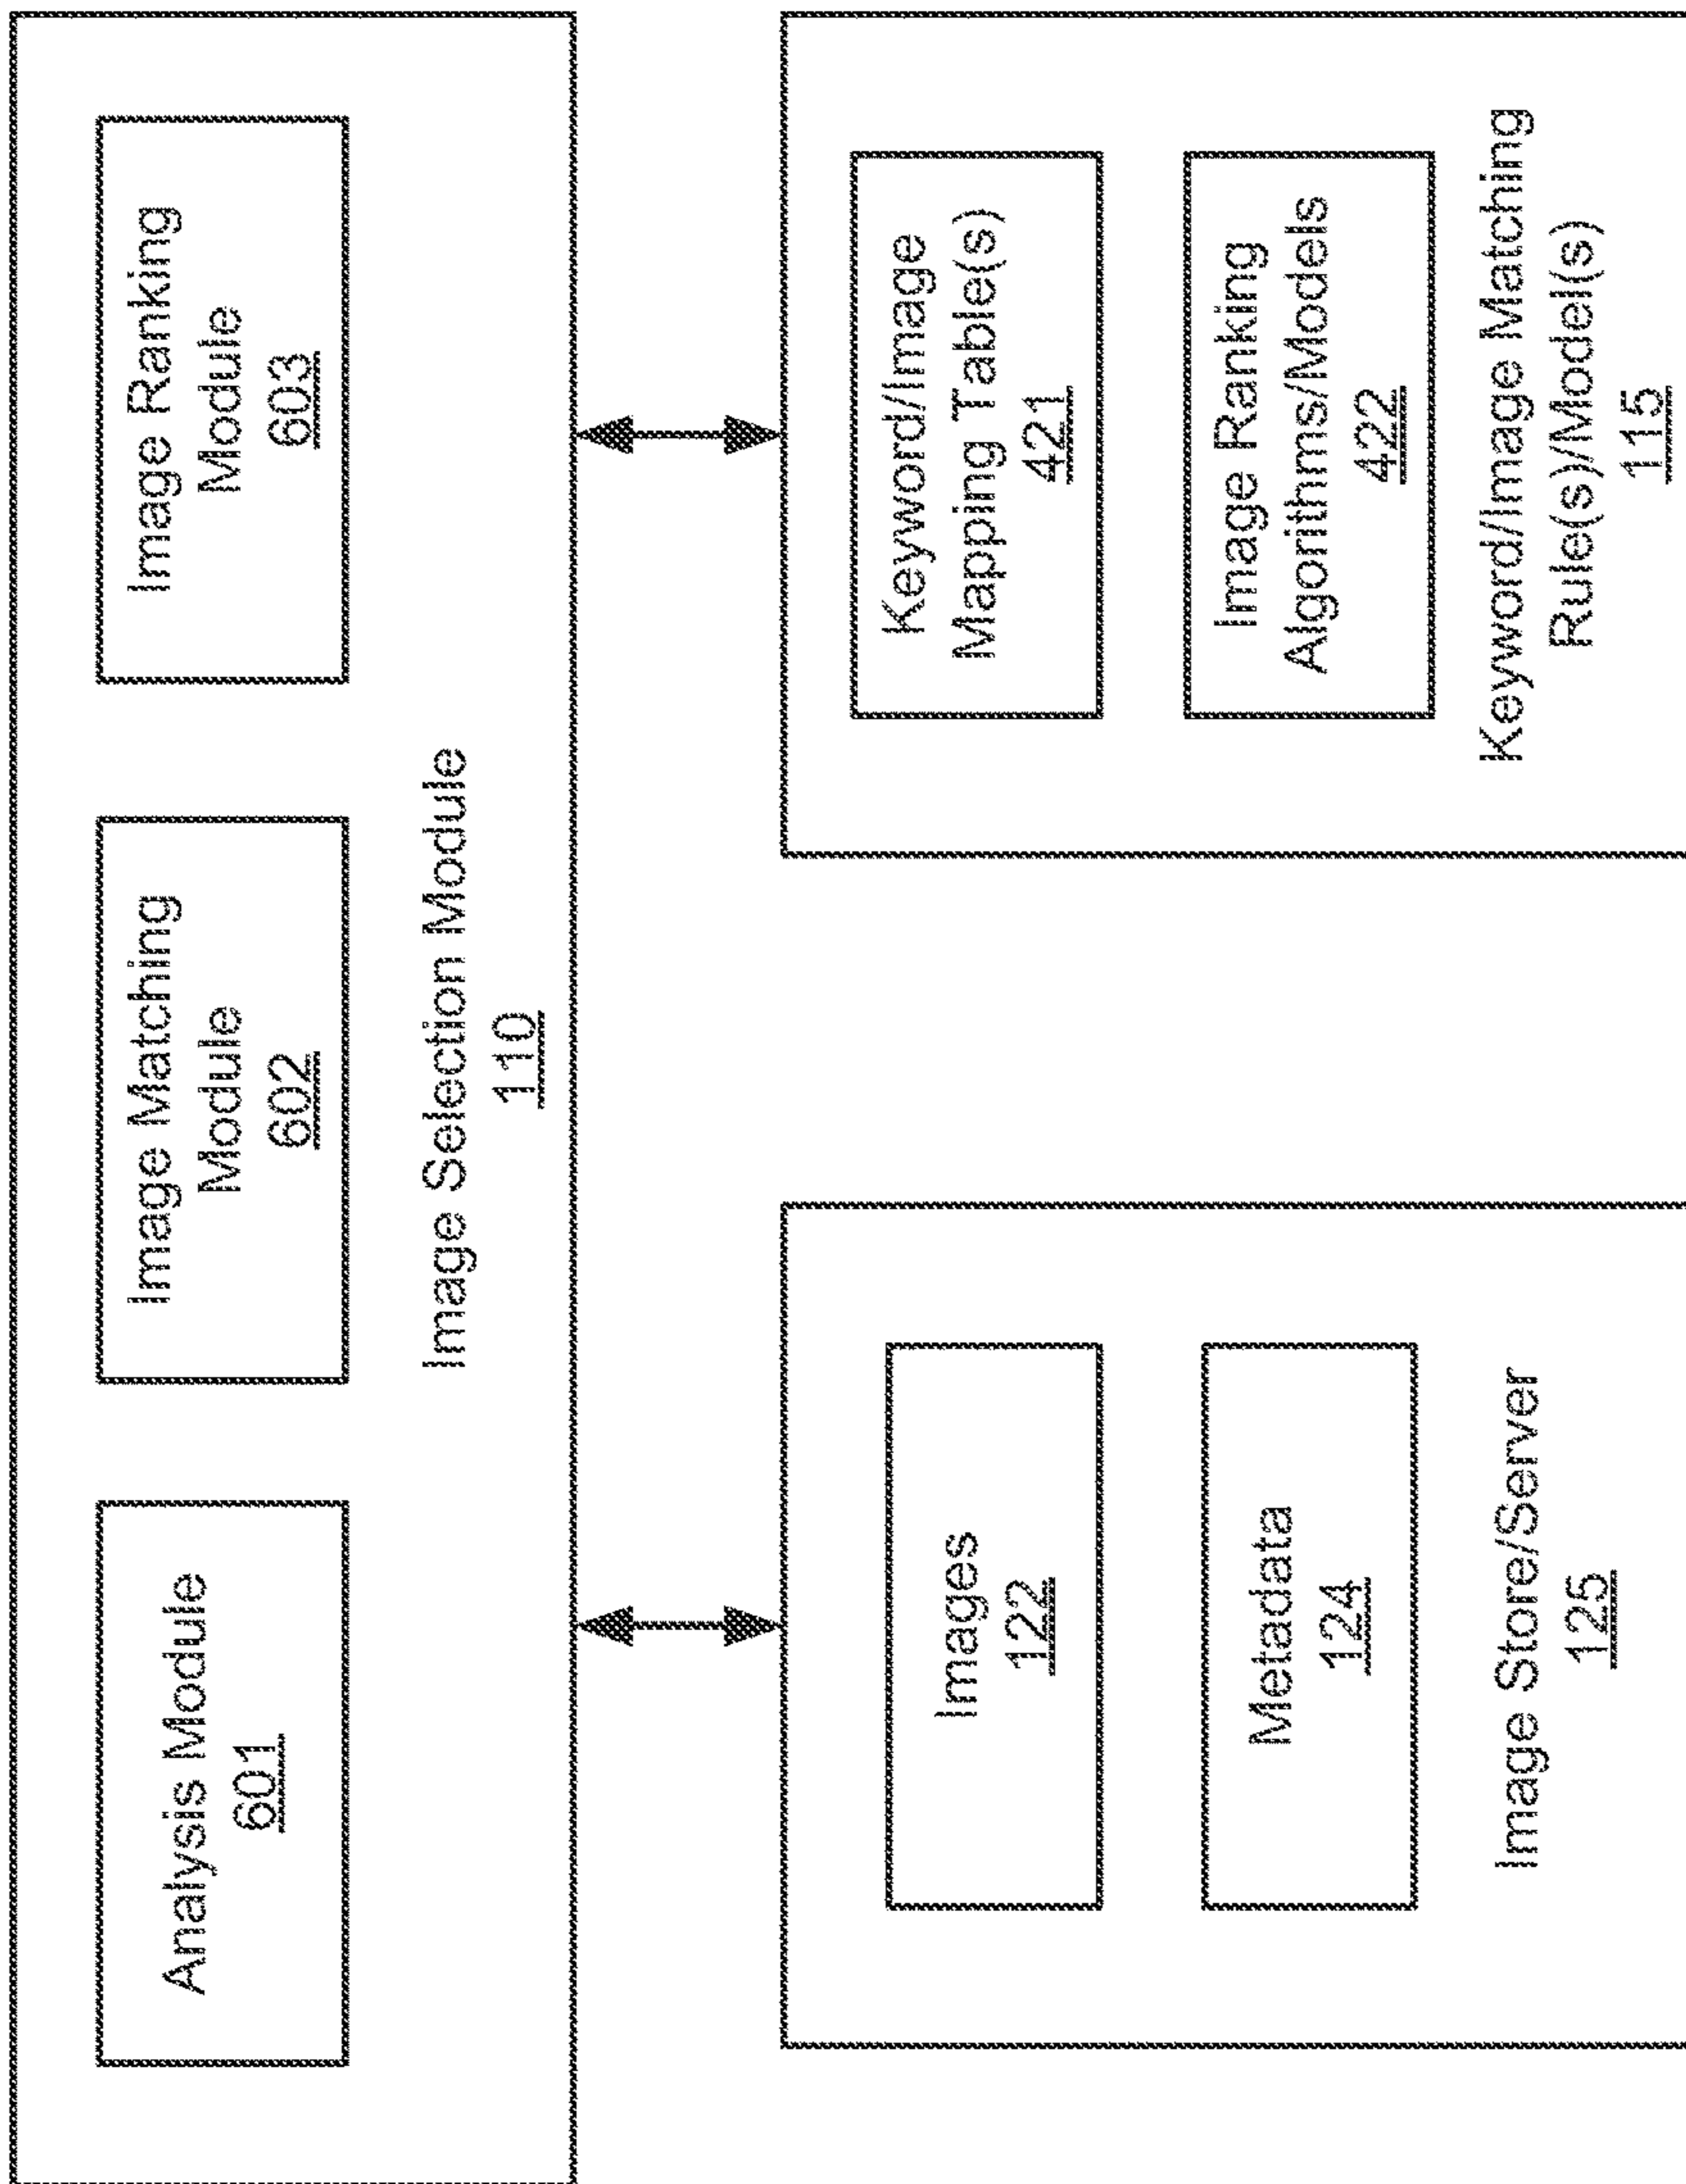 Analysis Module
601
Image Matching
Module
602
Image Ranking
Module
603
Image Selection Module
110
Images
122
Metadata
124
Image Store/Server
125
Keyword/Image
Mapping Table(s)
421
Image Ranking
Algorithms/Models
422
Keyword/Image Matching
Rule(s)/Model(s)
115